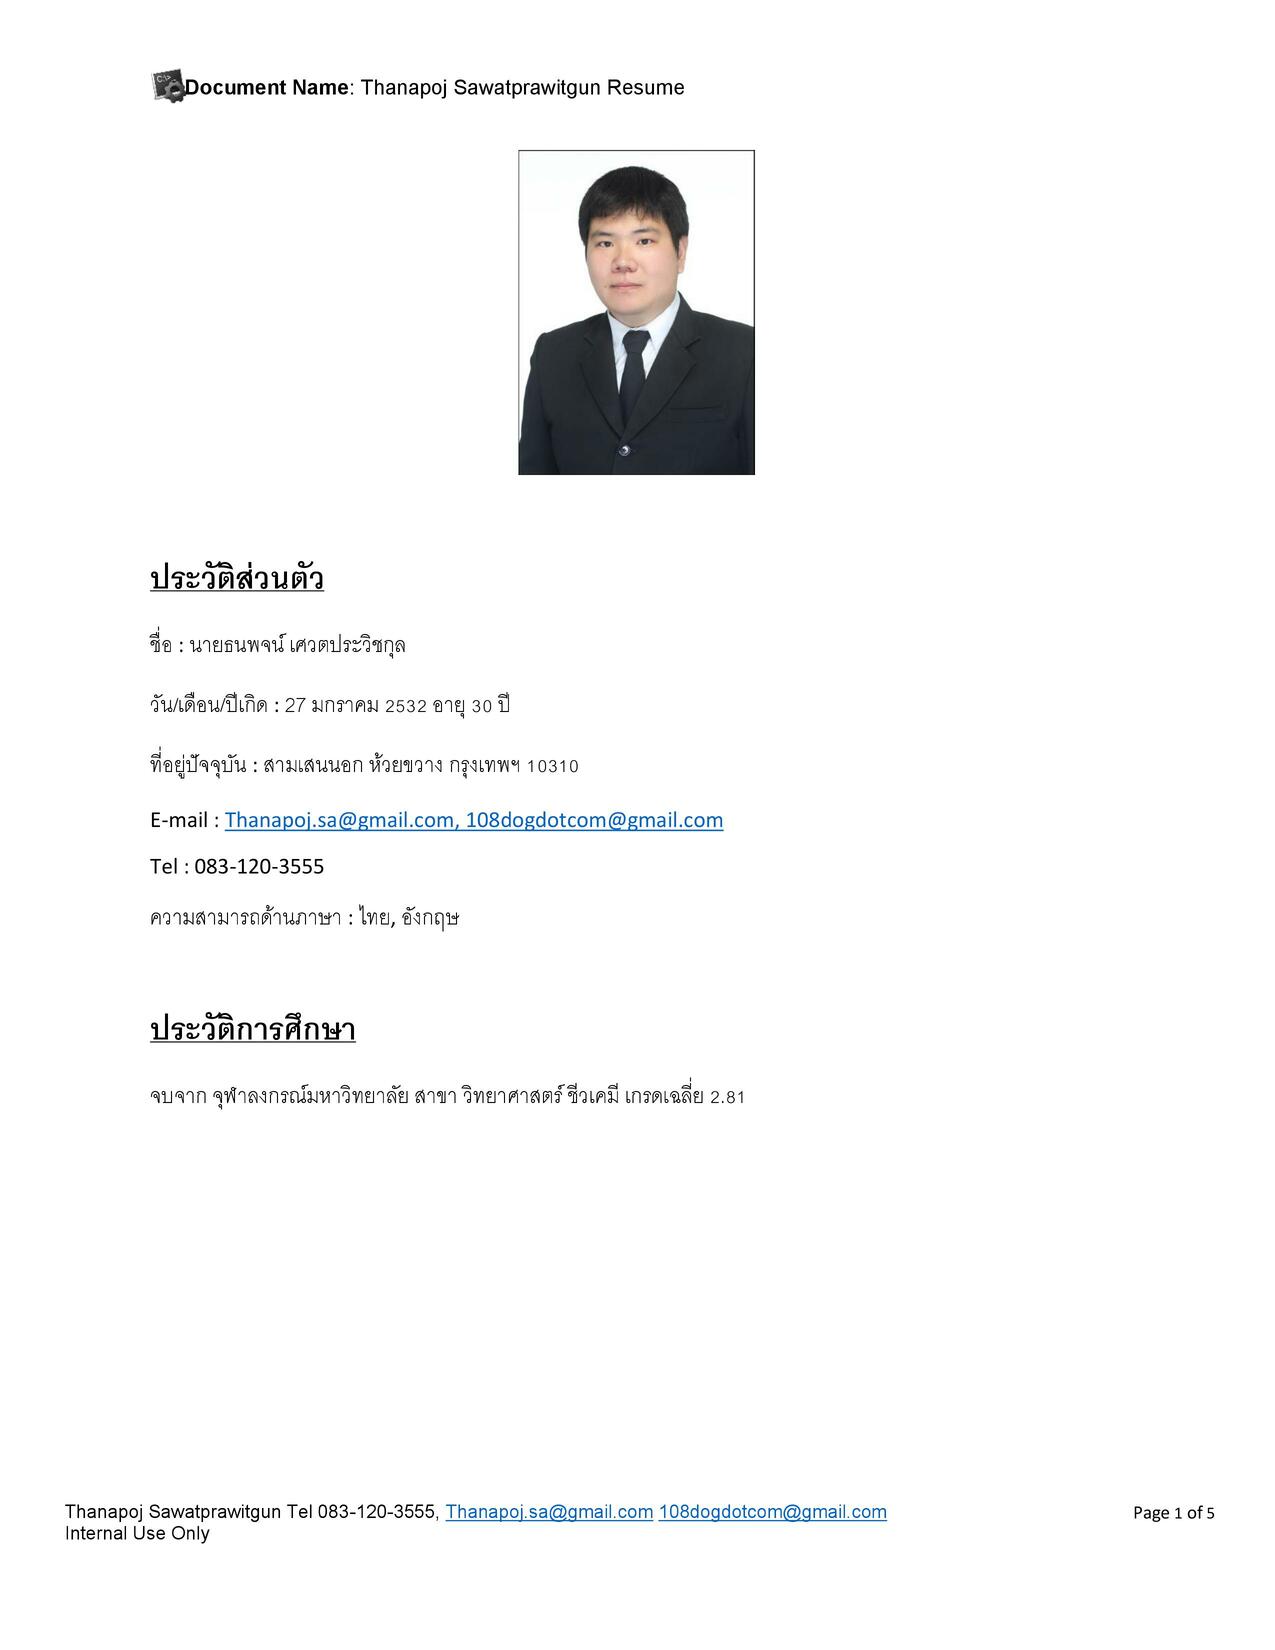 Document Name: Thanapoj Sawatprawitgun Resume
ประวัติส่วนตัว
ชื่อ : นายธนพจน์ เศวตประวิชกุล
วัน/เดือน/ปีเกิด : 27 มกราคม 2532 อายุ 30 ปี
ที่อยู่ปัจจุบัน : สามเสนนอก ห้วยขวาง กรุงเทพฯ 10310
E-mail : Thanapoj.sa@gmail.com, 108dogdotcom@gmail.com
Tel : 083-120-3555
ความสามารถด้านภาษา : ไทย, อังกฤษ
ประวัติการศึกษา
จบจาก จุฬาลงกรณ์มหาวิทยาลัย สาขา วิทยาศาสตร์ ชีวเคมี เกรดเฉลี่ย 2.81
Thanapoj Sawatprawitgun Tel 083-120-3555, Thanapoj.sa@gmail.com 108dogdotcom@gmail.com Page 1 of 5
Internal Use Only